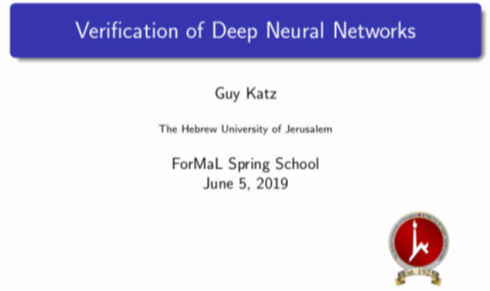 Verification of Deep Neural Networks
Guy Katz
The Hebrew University of Jerusalem
ForMaL Spring School
June 5, 2019
Est. 1925